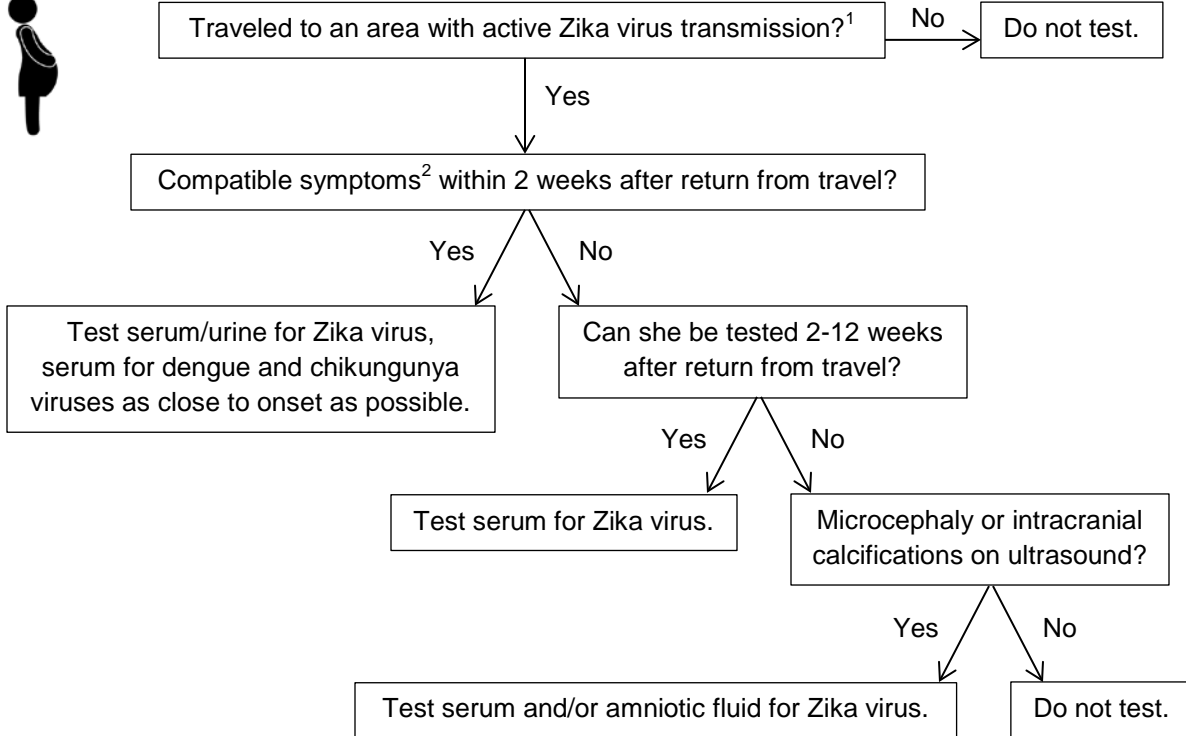 Traveled to an area with active Zika virus transmission?1
No
Do not test.
Yes
Compatible symptoms2 within 2 weeks after return from travel?
Yes
No
Test serum/urine for Zika virus,
serum for dengue and chikungunya
viruses as close to onset as possible.
Can she be tested 2-12 weeks
after return from travel?
Yes
No
Test serum for Zika virus.
Microcephaly or intracranial
calcifications on ultrasound?
Yes
No
Test serum and/or amniotic fluid for Zika virus.
Do not test.